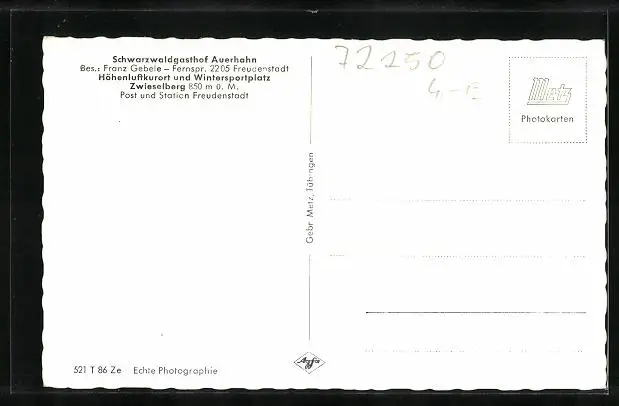 Schwarzwaldgasthof Auerhahn
Bes.: Franz Gebele – Fernspr. 2205 Freudenstadt
Höhenluftkurort und Wintersportplatz
Zwieselberg 850 m ü. M.
Post und Station Freudenstadt
72250
4,-E
Metz
Photokarten
Gebr. Metz, Tübingen
521 T 86 Ze Echte Photographie
Agfa